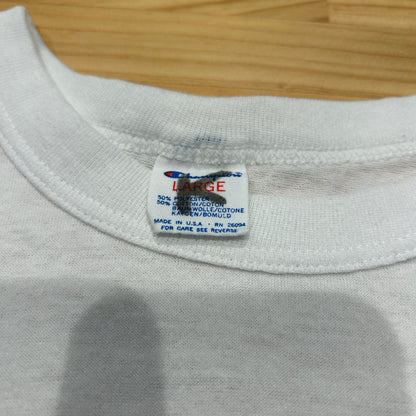 Champion
LARGE
50% POLYESTER
50% COTTON/COTON
BAUMWOLLE/COTONE
KATOEN/BOMULD
MADE IN U.S.A. • RN 26094
FOR CARE SEE REVERSE